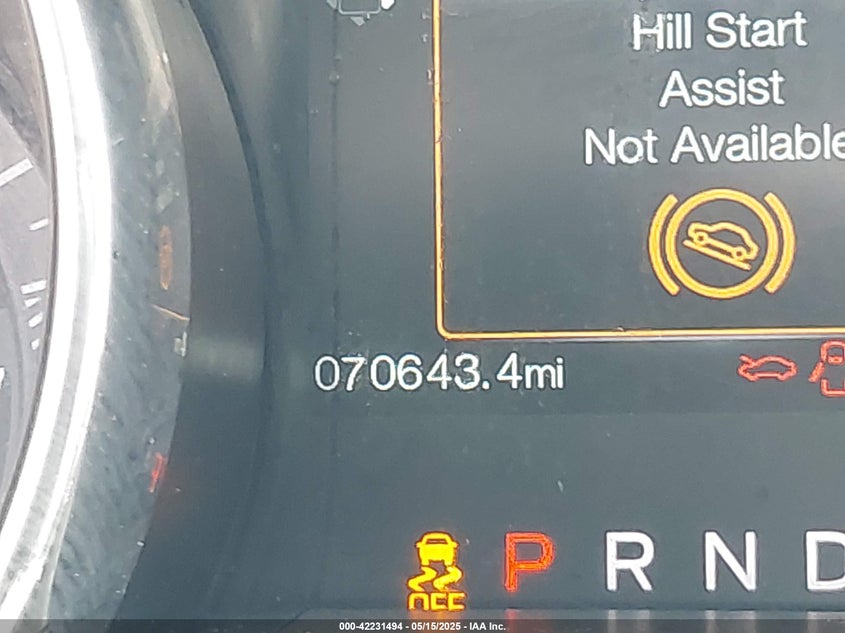 Hill Start
Assist
Not Available
070643.4mi
OFF
P R N D
000-42231494 - 05/15/2025 - IAA Inc.